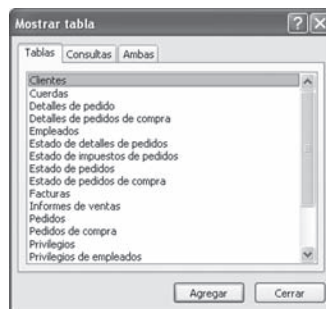 Mostrar tabla
Tablas Consultas Ambas
Clientes
Cuerdas
Detalles de pedido
Detalles de pedidos de compra
Empleados
Estado de detalles de pedidos
Estado de impuestos de pedidos
Estado de pedidos
Estado de pedidos de compra
Facturas
Informes de ventas
Pedidos
Pedidos de compra
Privilegios
Privilegios de empleados
Agregar Cerrar